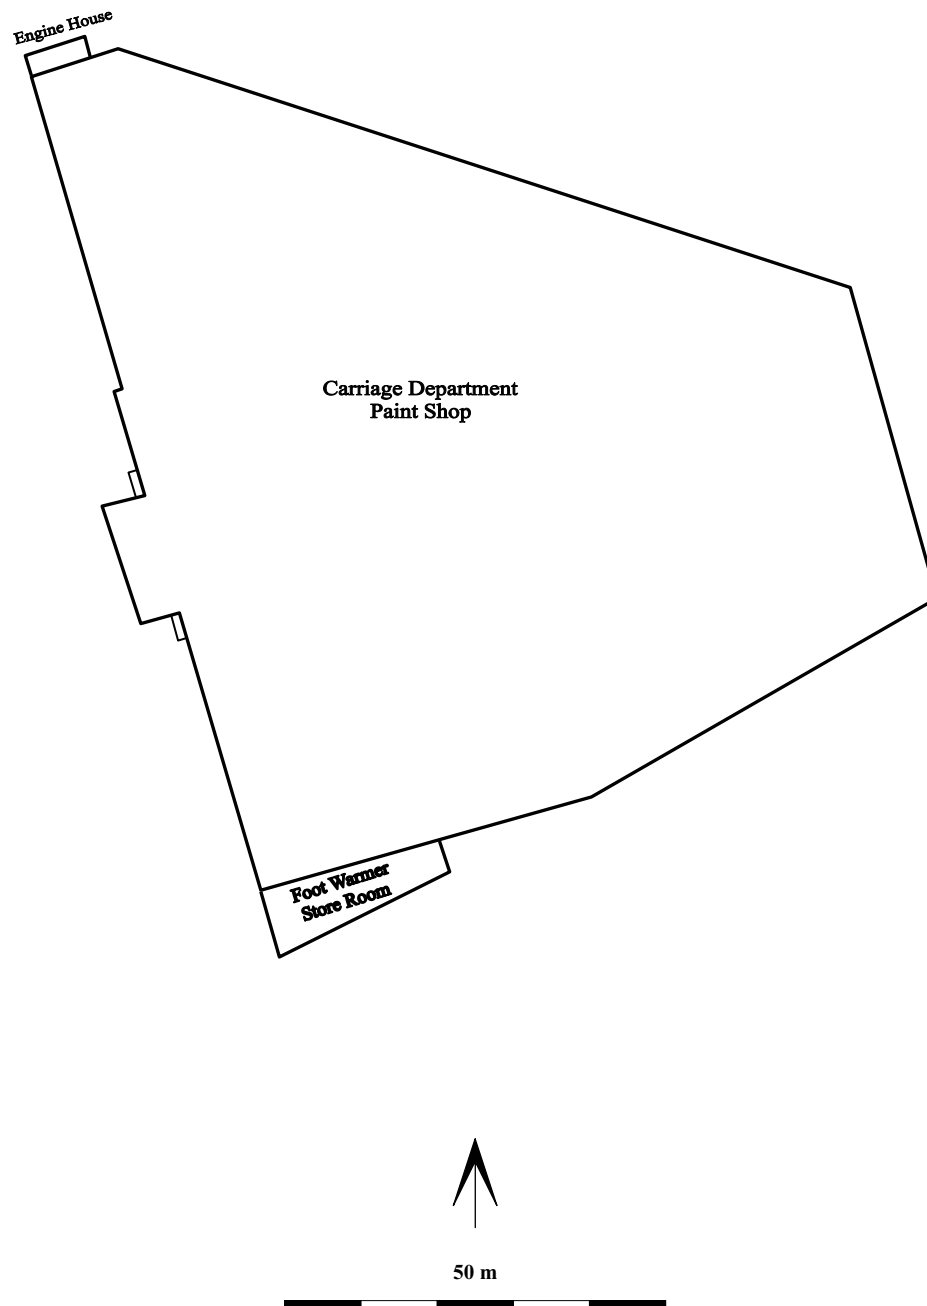 Engine House
Carriage Department
Paint Shop
Foot Warmer
Store Room
50 m